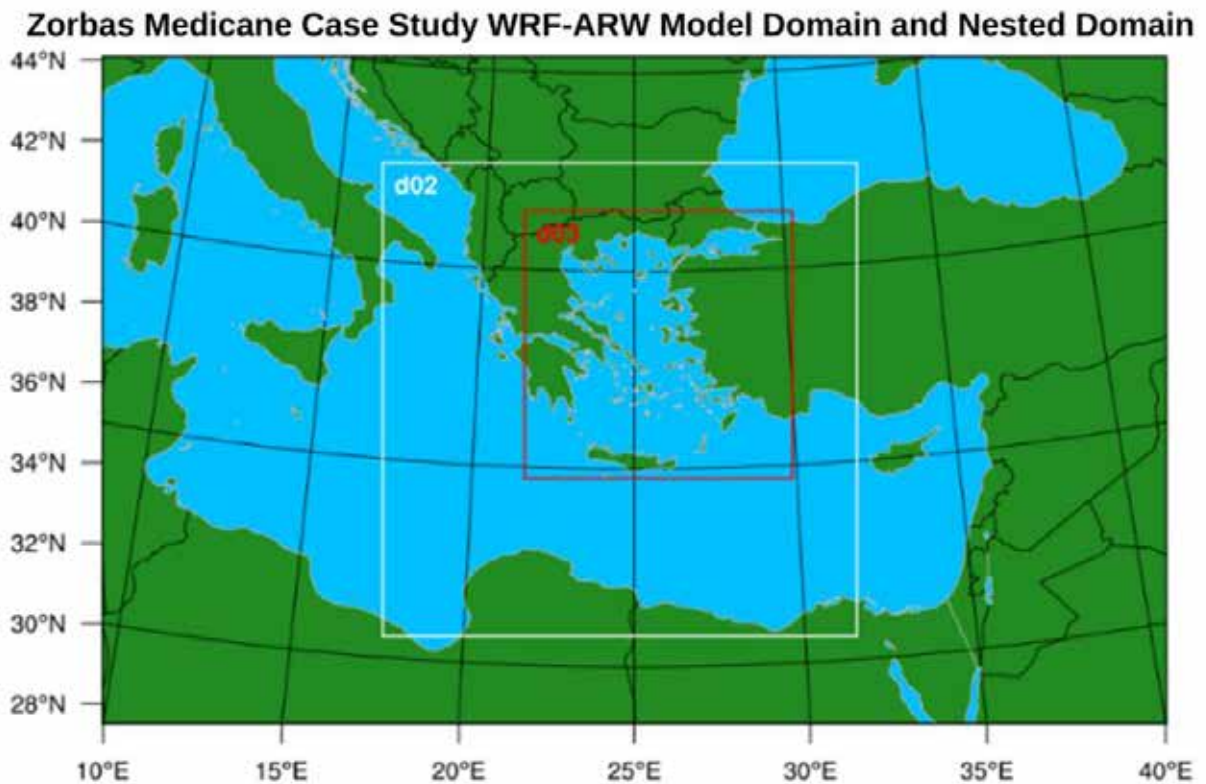 Zorbas Medicane Case Study WRF-ARW Model Domain and Nested Domain
44°N
42°N
40°N
38°N
36°N
34°N
32°N
30°N
28°N
d02
d03
10°E 15°E 20°E 25°E 30°E 35°E 40°E